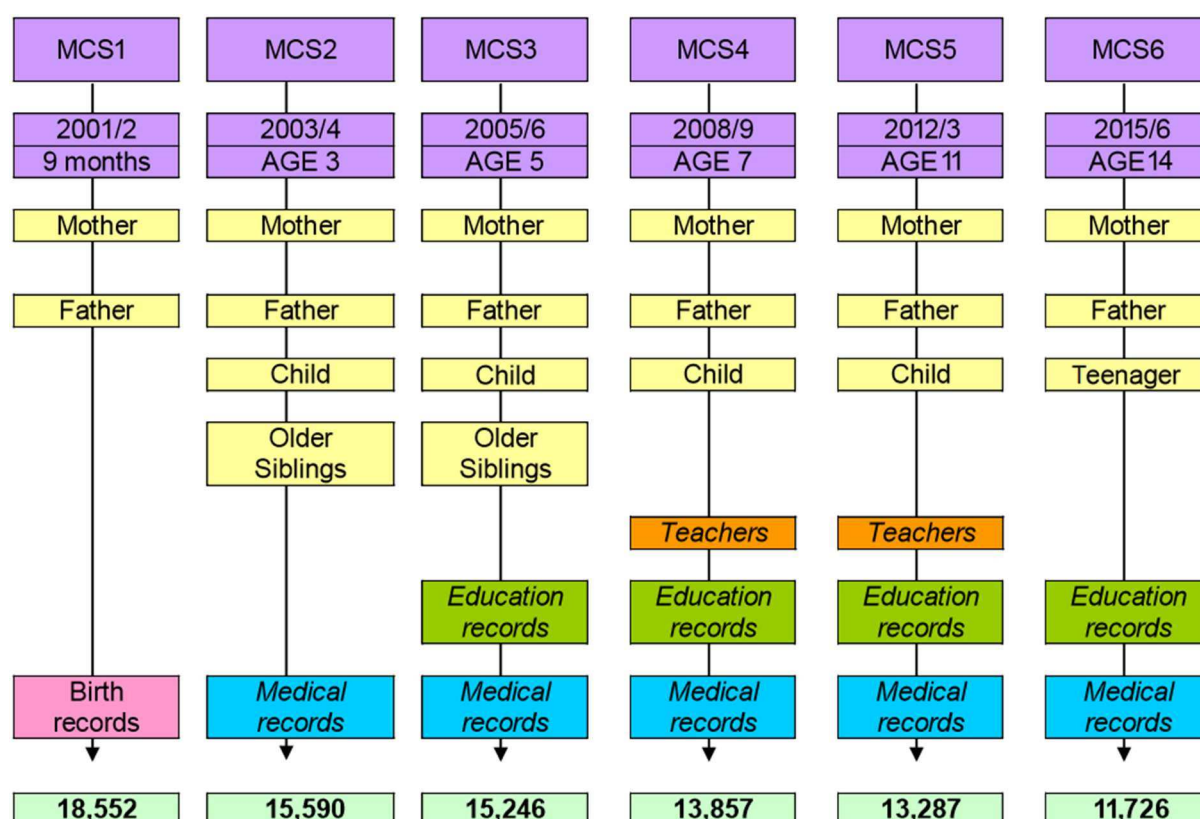 MCS1
MCS2
MCS3
MCS4
MCS5
MCS6
2001/2
2003/4
2005/6
2008/9
2012/3
2015/6
9 months
AGE 3
AGE 5
AGE 7
AGE 11
AGE14
Mother
Mother
Mother
Mother
Mother
Mother
Father
Father
Father
Father
Father
Father
Child
Child
Child
Child
Teenager
Older
Siblings
Older
Siblings
Teachers
Teachers
Education
records
Education
records
Education
records
Education
records
Birth
records
Medical
records
Medical
records
Medical
records
Medical
records
Medical
records
18,552
15,590
15,246
13,857
13,287
11,726